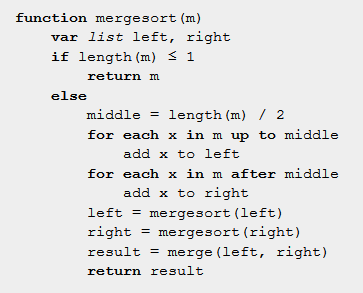 function mergesort(m)
    var list left, right
    if length(m) ≤ 1
        return m
    else
        middle = length(m) / 2
        for each x in m up to middle
            add x to left
        for each x in m after middle
            add x to right
        left = mergesort(left)
        right = mergesort(right)
        result = merge(left, right)
        return result